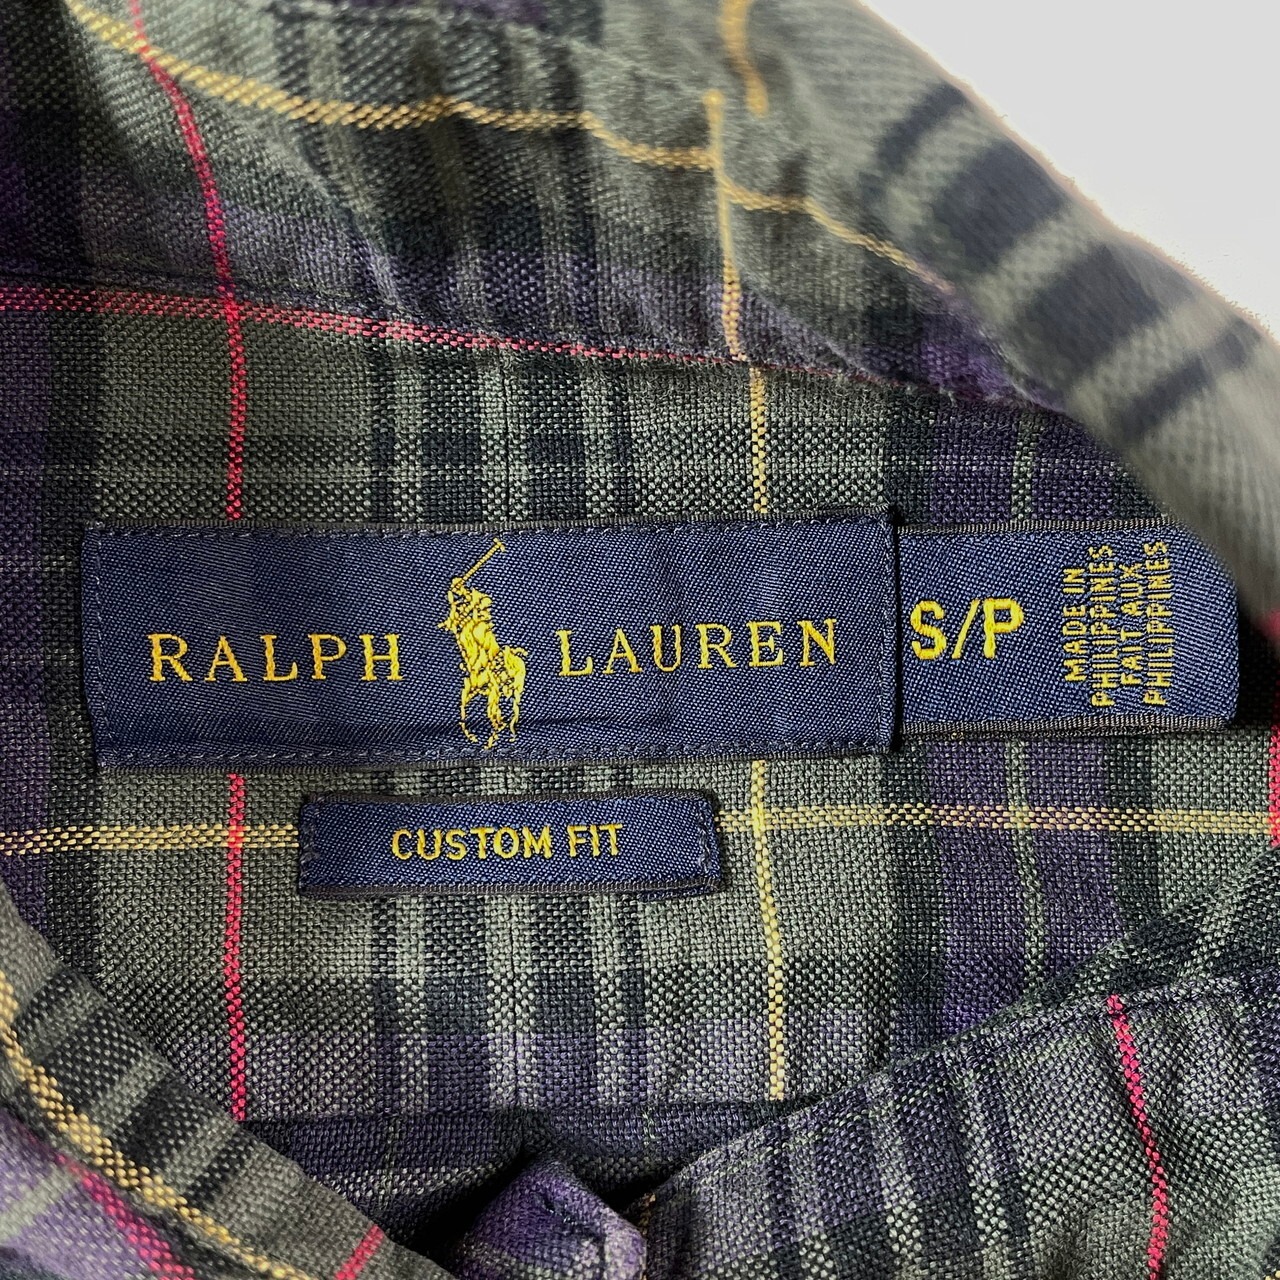 RALPH LAUREN
S/P
MADE IN
PHILIPPINES
FAIT AUX
PHILIPPINES
CUSTOM FIT